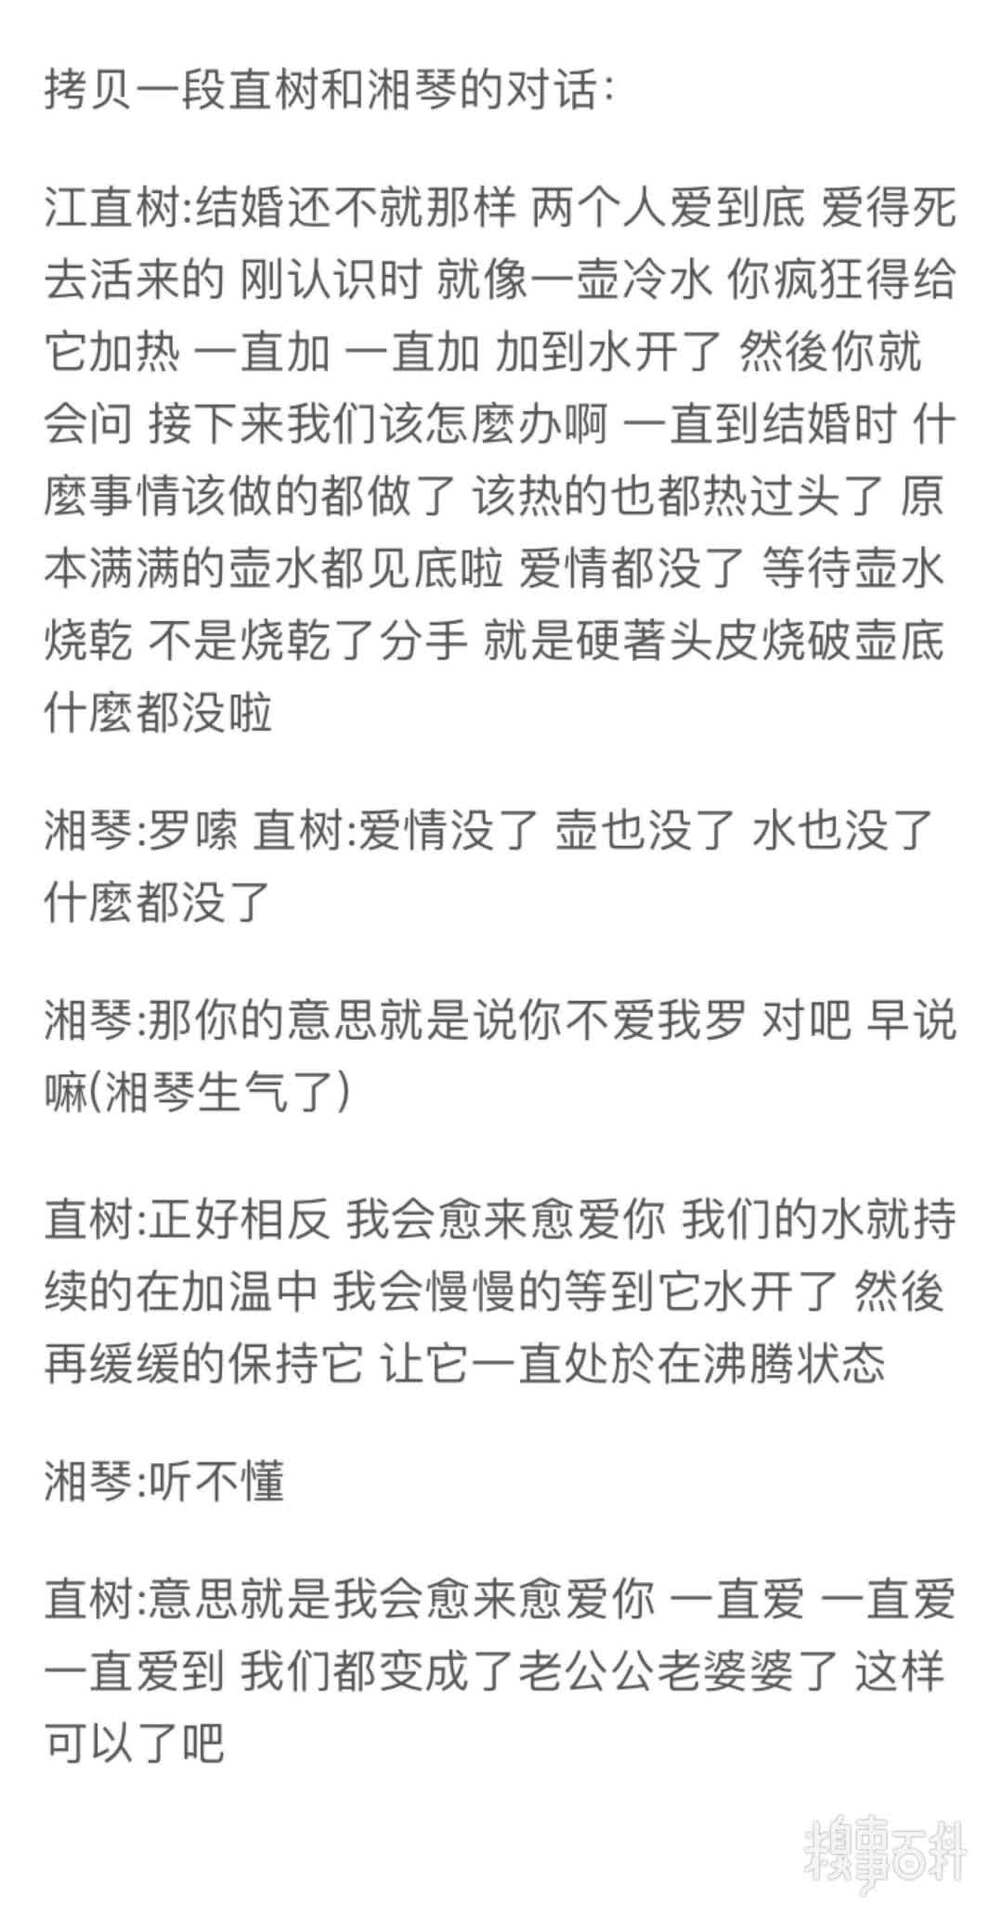 拷贝一段直树和湘琴的对话：
江直树:结婚还不就那样 两个人爱到底 爱得死
去活来的 刚认识时 就像一壶冷水 你疯狂得给
它加热 一直加 一直加 加到水开了 然後你就
会问 接下来我们该怎麼办啊 一直到结婚时 什
麼事情该做的都做了 该热的也都热过头了 原
本满满的壶水都见底啦 爱情都没了 等待壶水
烧乾 不是烧乾了分手 就是硬著头皮烧破壶底
什麼都没啦
湘琴:罗嗦 直树:爱情没了 壶也没了 水也没了
什麼都没了
湘琴:那你的意思就是说你不爱我罗 对吧 早说
嘛(湘琴生气了)
直树:正好相反 我会愈来愈爱你 我们的水就持
续的在加温中 我会慢慢的等到它水开了 然後
再缓缓的保持它 让它一直处於在沸腾状态
湘琴:听不懂
直树:意思就是我会愈来愈爱你 一直爱 一直爱
一直爱到 我们都变成了老公公老婆婆了 这样
可以了吧
糗事百科